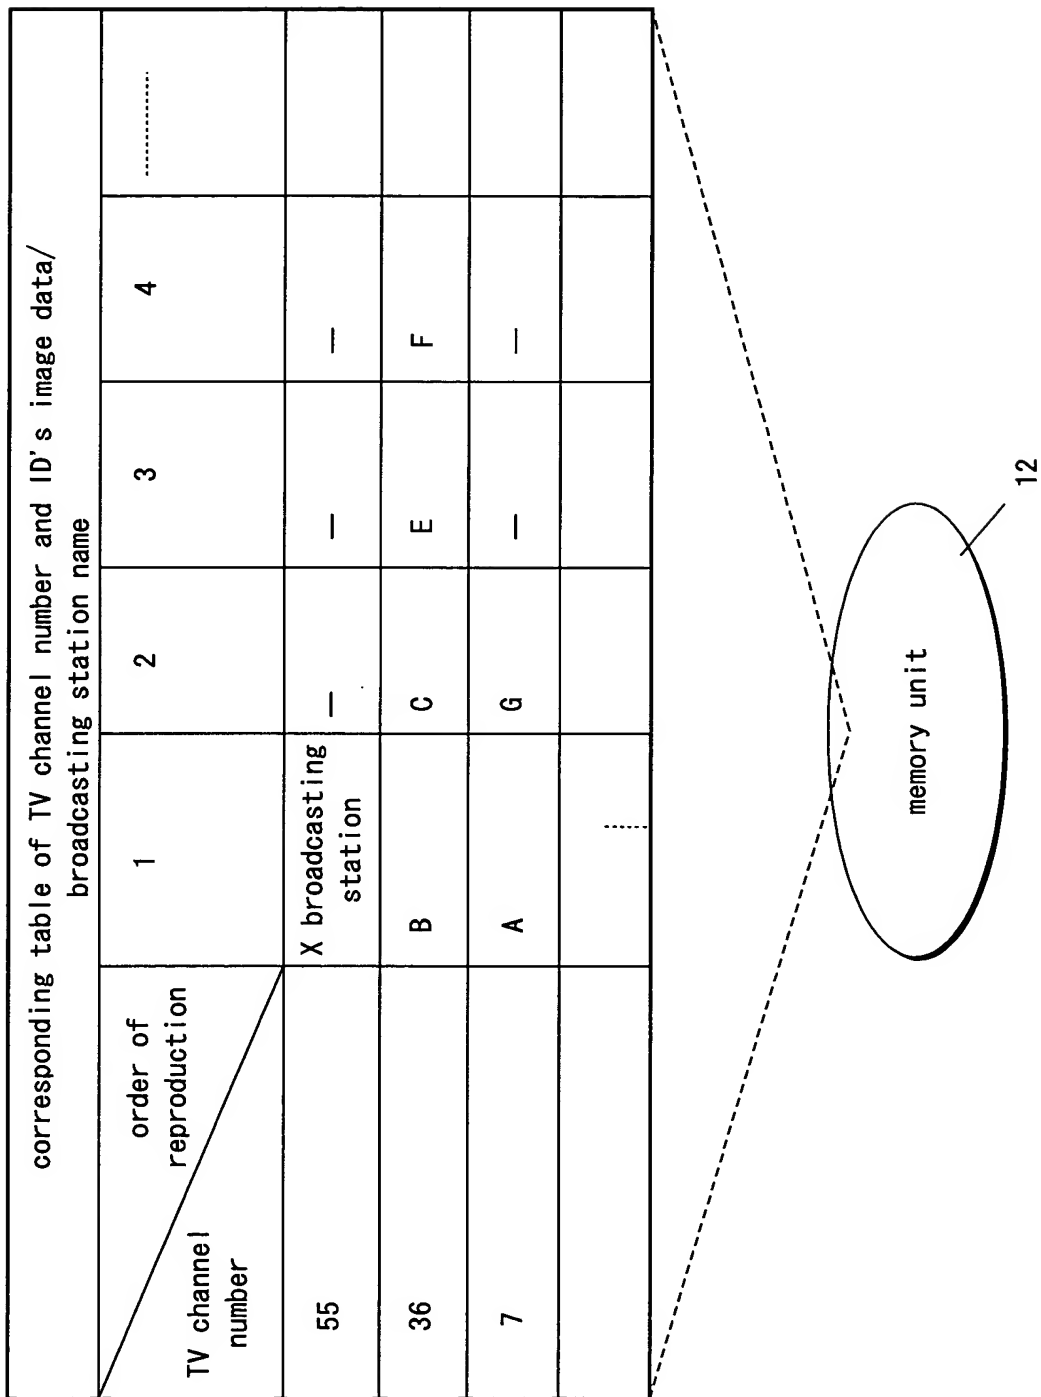 corresponding table of TV channel number and ID's image data/
broadcasting station name
order of
reproduction
TV channel
number
1
2
3
4
55
X broadcasting
station
—
—
—
36
B
C
E
F
7
A
G
—
—
memory unit
12